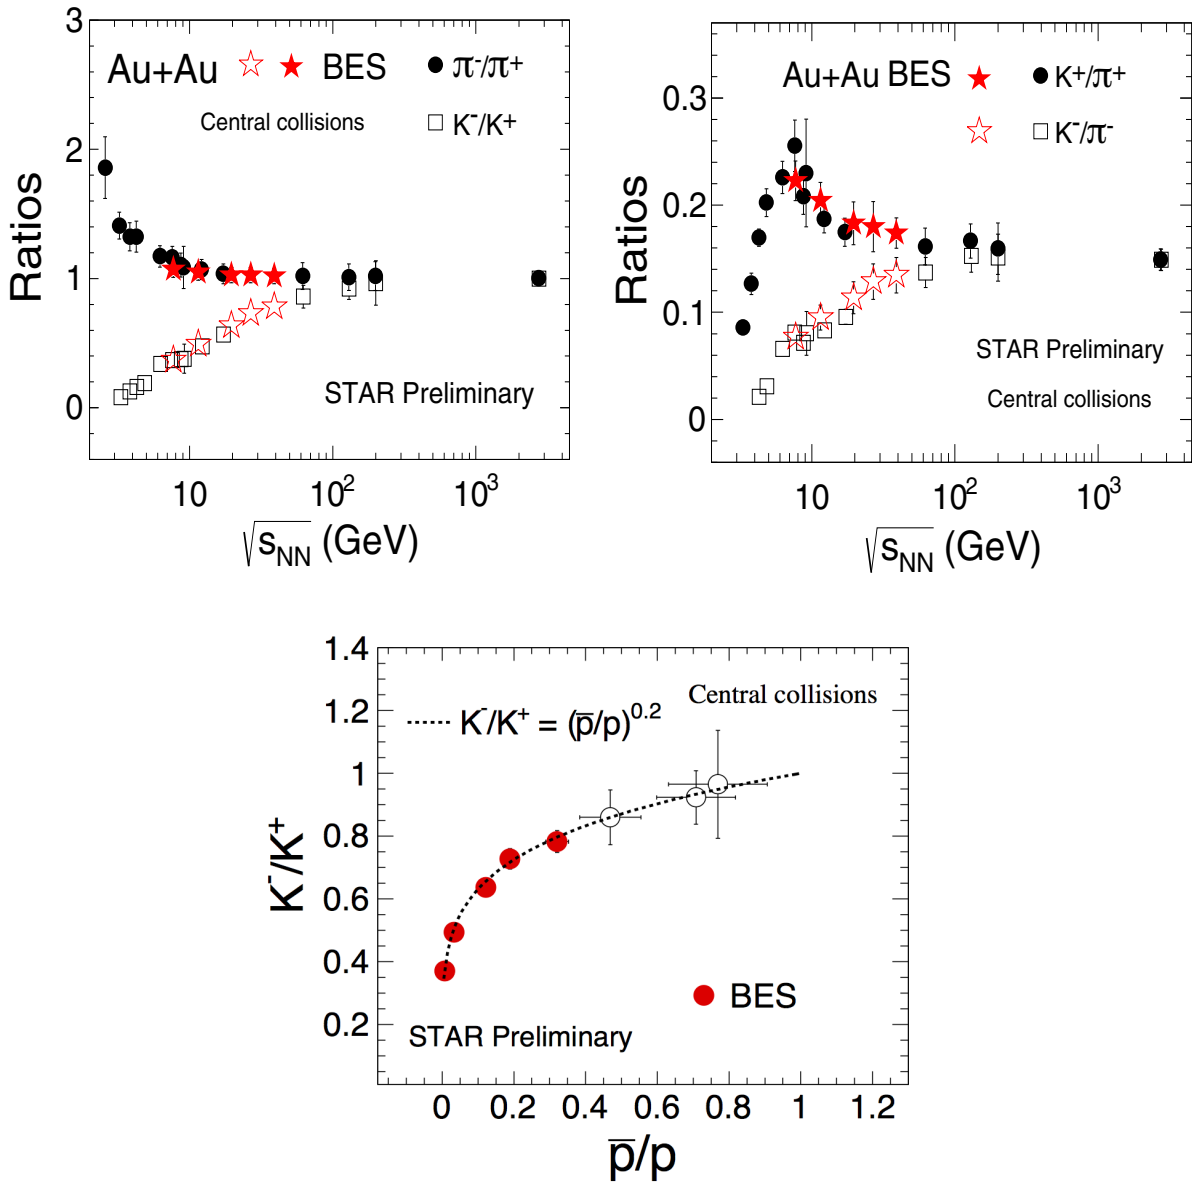 3
2
1
0
Ratios
Au+Au BES
Central collisions
π⁻/π⁺
K⁻/K⁺
STAR Preliminary
10 10² 10³
√s_NN (GeV)
0.3
0.2
0.1
0
Ratios
Au+Au BES
K⁺/π⁺
K⁻/π⁻
STAR Preliminary
Central collisions
10 10² 10³
√s_NN (GeV)
1.4
1.2
1
0.8
0.6
0.4
0.2
K⁻/K⁺
Central collisions
K⁻/K⁺ = (p̅/p)^0.2
BES
STAR Preliminary
0 0.2 0.4 0.6 0.8 1 1.2
p̅/p